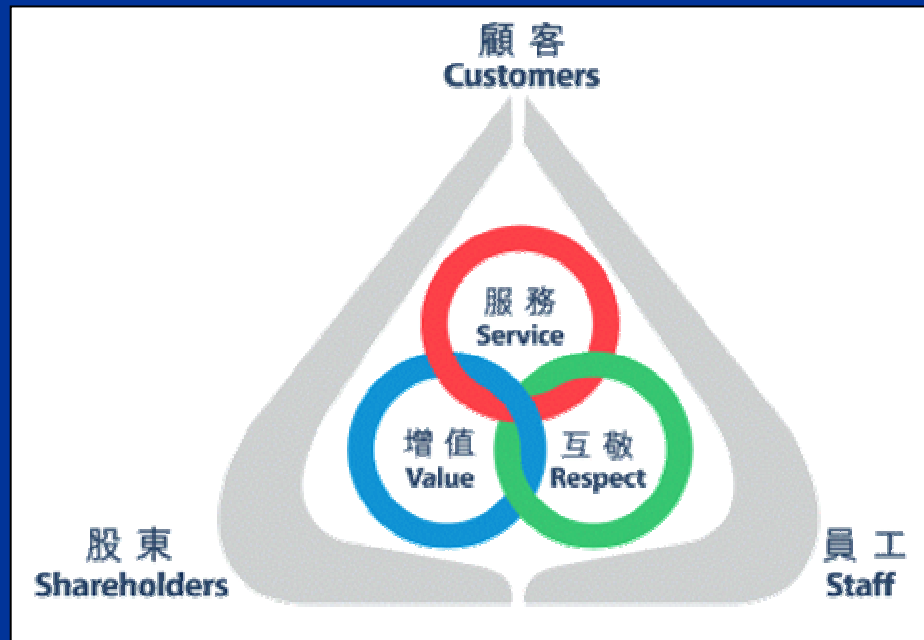 顧客
Customers
服務
Service
增值
Value
互敬
Respect
股東
Shareholders
員工
Staff